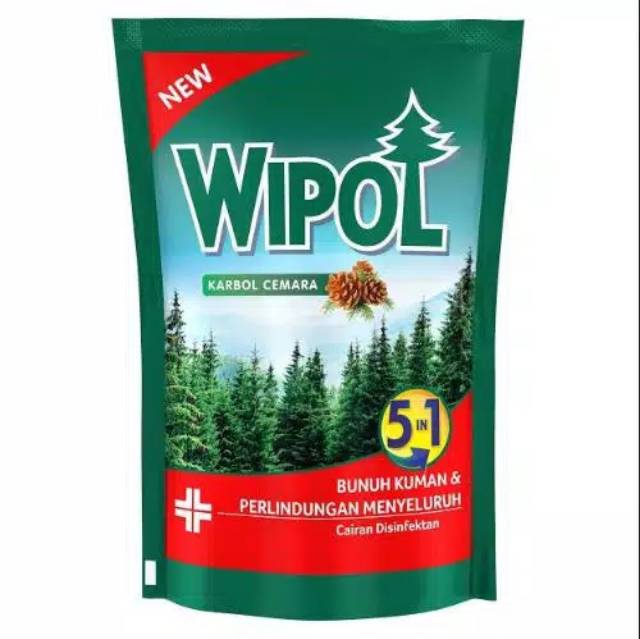 NEW
WIPOL
KARBOL CEMARA
5 IN 1
BUNUH KUMAN &
PERLINDUNGAN MENYELURUH
Cairan Disinfektan